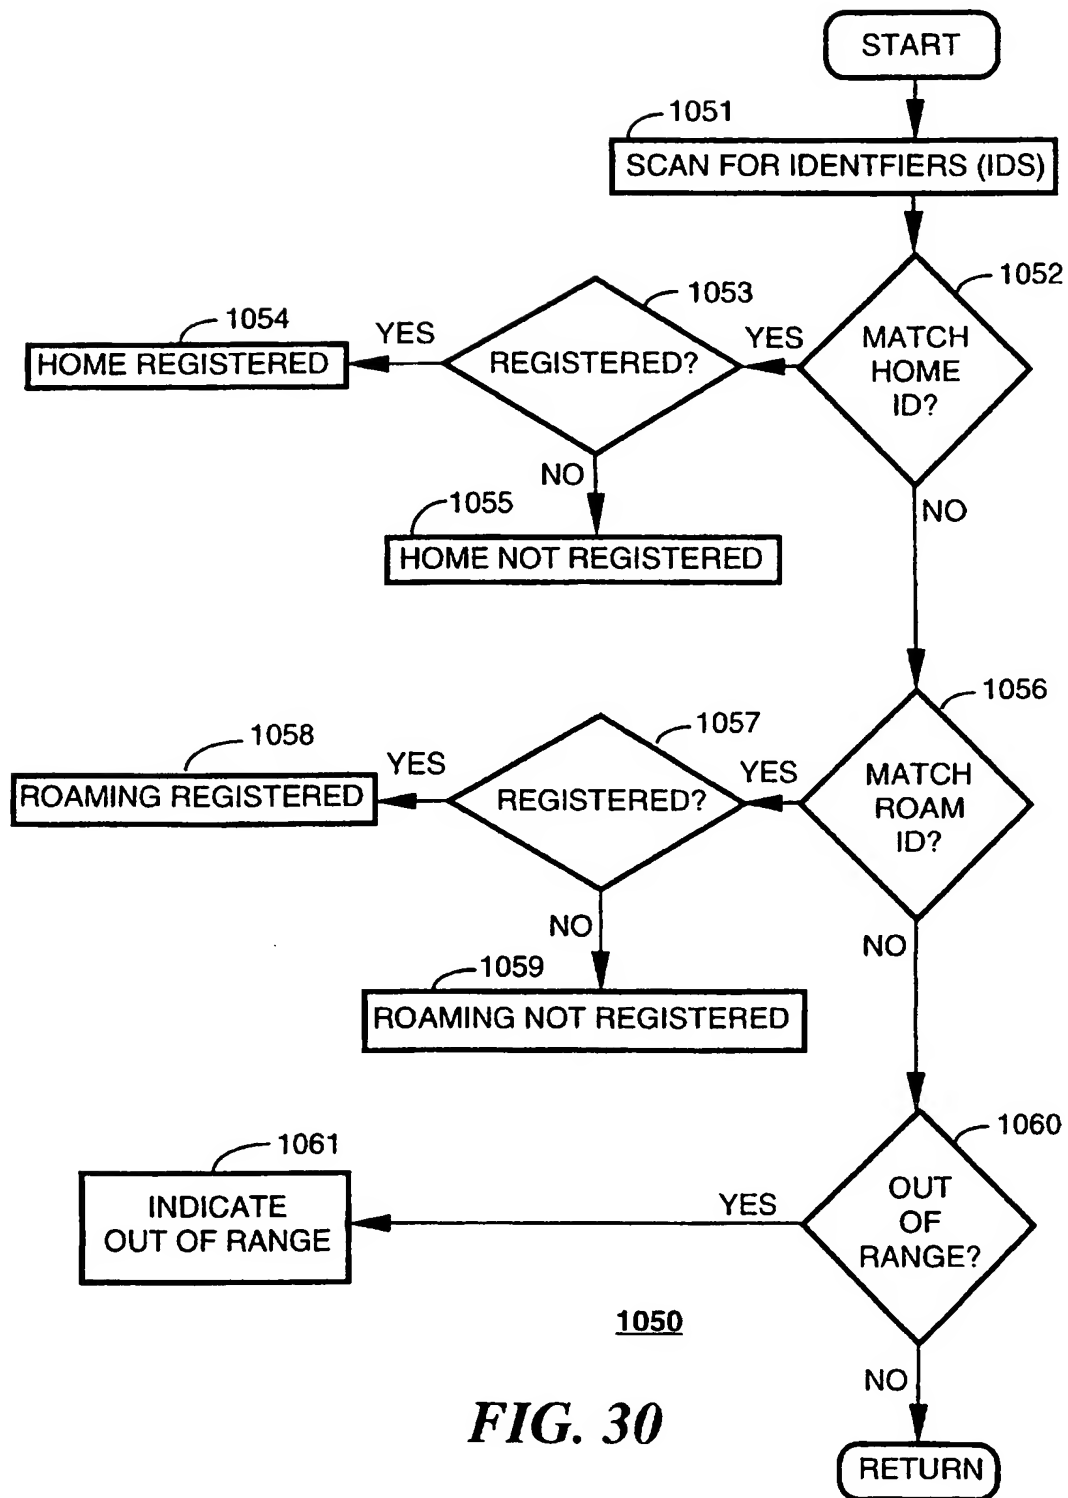 START
1051
SCAN FOR IDENTFIERS (IDS)
1052
MATCH
HOME
ID?
YES
NO
1053
REGISTERED?
YES
NO
1054
HOME REGISTERED
1055
HOME NOT REGISTERED
1056
MATCH
ROAM
ID?
YES
NO
1057
REGISTERED?
YES
NO
1058
ROAMING REGISTERED
1059
ROAMING NOT REGISTERED
1060
OUT
OF
RANGE?
YES
NO
1061
INDICATE
OUT OF RANGE
1050
RETURN
FIG. 30